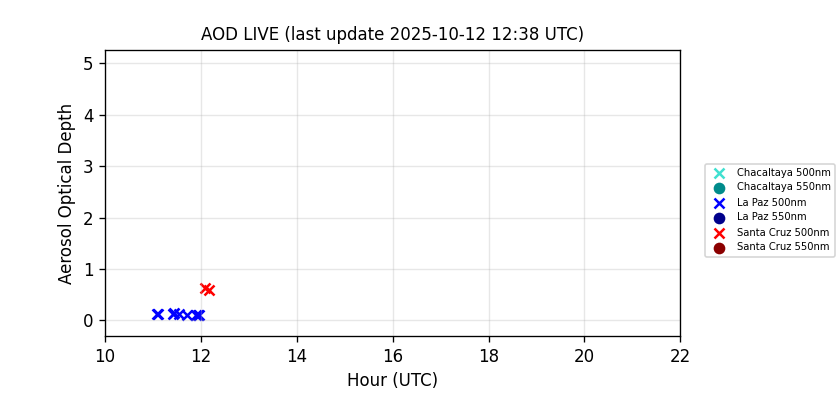 AOD LIVE (last update 2025-10-12 12:38 UTC)
5
4
3
2
1
0
Aerosol Optical Depth
10 12 14 16 18 20 22
Hour (UTC)
Chacaltaya 500nm
Chacaltaya 550nm
La Paz 500nm
La Paz 550nm
Santa Cruz 500nm
Santa Cruz 550nm